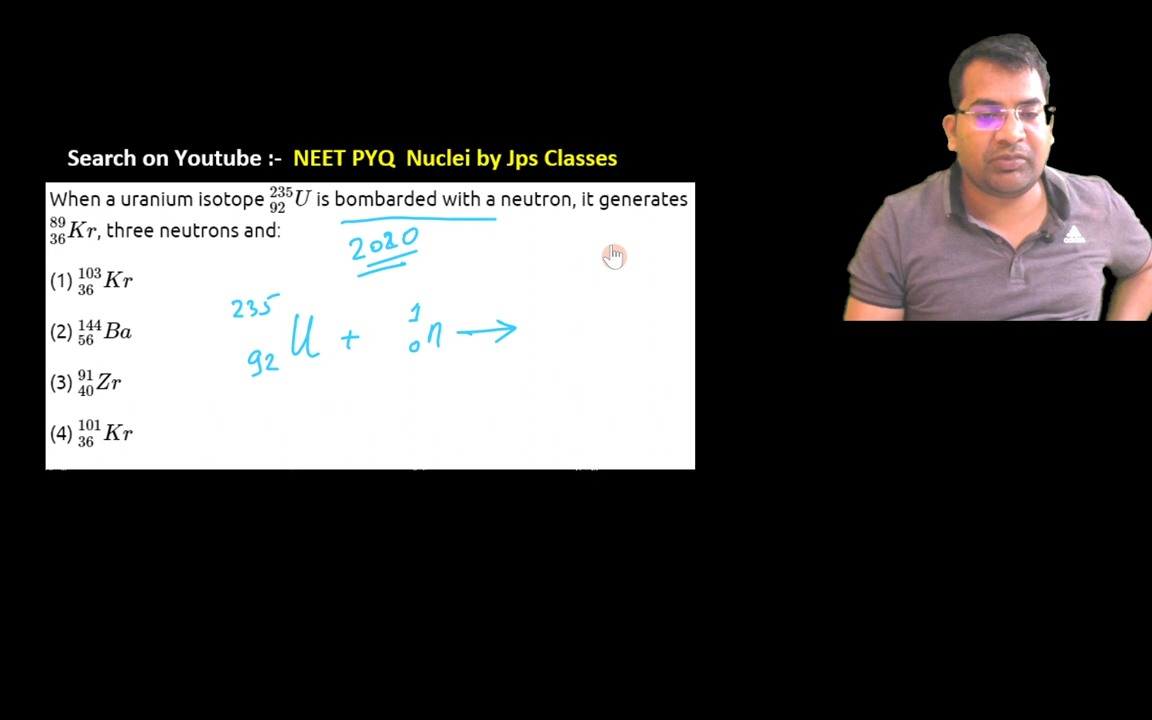 Search on Youtube :- NEET PYQ Nuclei by Jps Classes
When a uranium isotope ²³⁵₉₂U is bombarded with a neutron, it generates
⁸⁹₃₆Kr, three neutrons and:
2020
(1) ¹⁰³₃₆Kr
(2) ¹⁴⁴₅₆Ba
(3) ⁹¹₄₀Zr
(4) ¹⁰¹₃₆Kr
²³⁵₉₂U + ¹₀n →